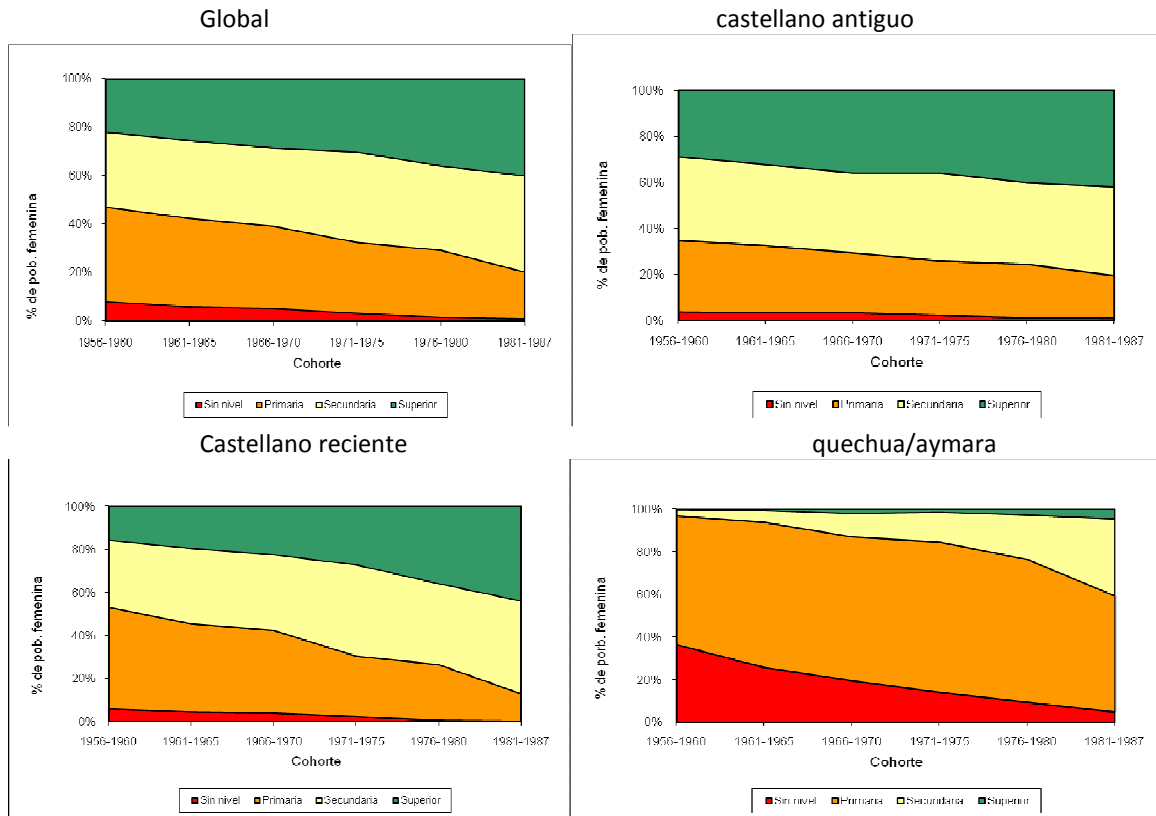 Global
castellano antiguo
% de pob. femenina
100%
80%
60%
40%
20%
0%
1956-1960 1961-1965 1966-1970 1971-1975 1976-1980 1981-1987
Cohorte
Sin nivel Primaria Secundaria Superior
% de pob. femenina
100%
80%
60%
40%
20%
0%
1956-1960 1961-1965 1966-1970 1971-1975 1976-1980 1981-1987
Cohorte
Sin nivel Primaria Secundaria Superior
Castellano reciente
quechua/aymara
% de pob. femenina
100%
80%
60%
40%
20%
0%
1956-1960 1961-1965 1966-1970 1971-1975 1976-1980 1981-1987
Cohorte
Sin nivel Primaria Secundaria Superior
% de porb. femenina
100%
80%
60%
40%
20%
0%
1956-1960 1961-1965 1966-1970 1971-1975 1976-1980 1981-1987
Cohorte
Sin nivel Primaria Secundaria Superior